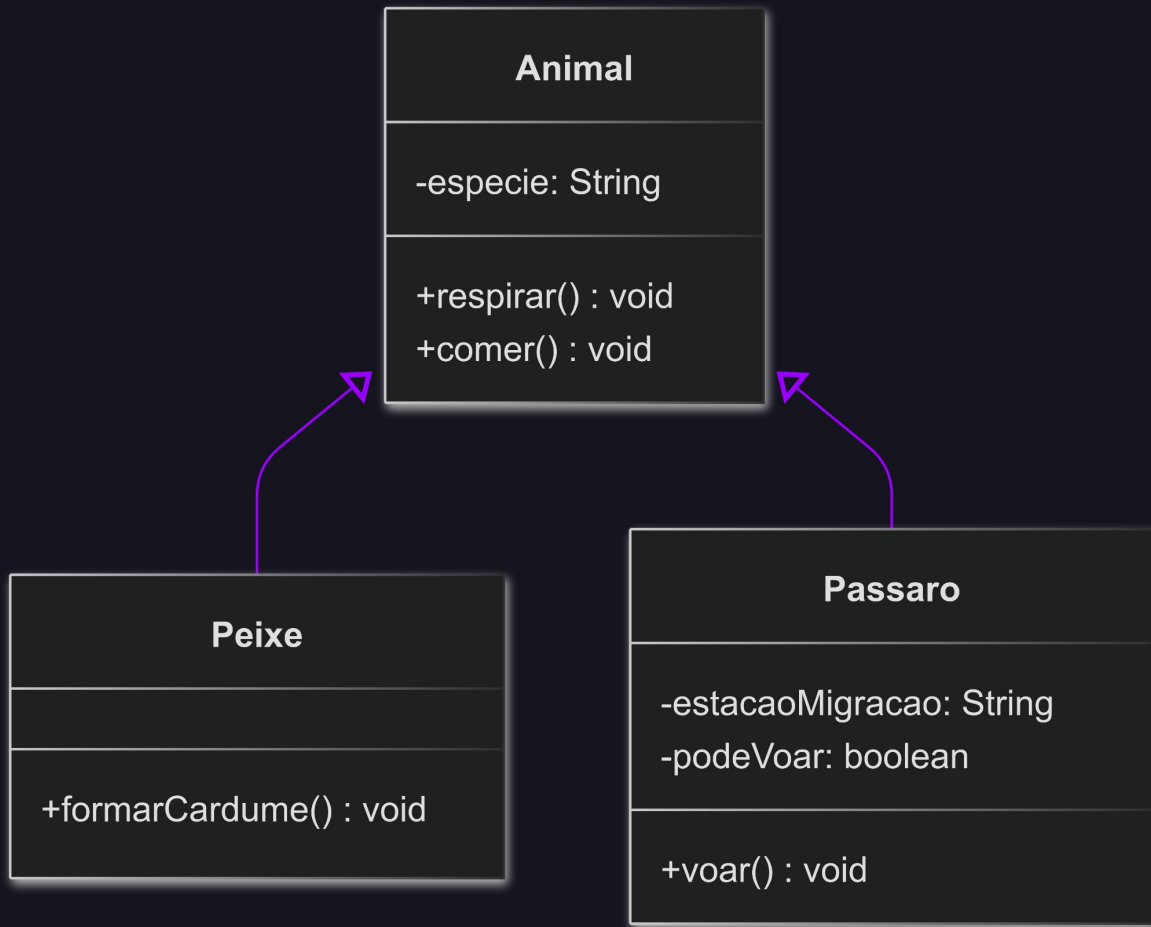 Animal
-especie: String
+respirar() : void
+comer() : void
Peixe
+formarCardume() : void
Passaro
-estacaoMigracao: String
-podeVoar: boolean
+voar() : void